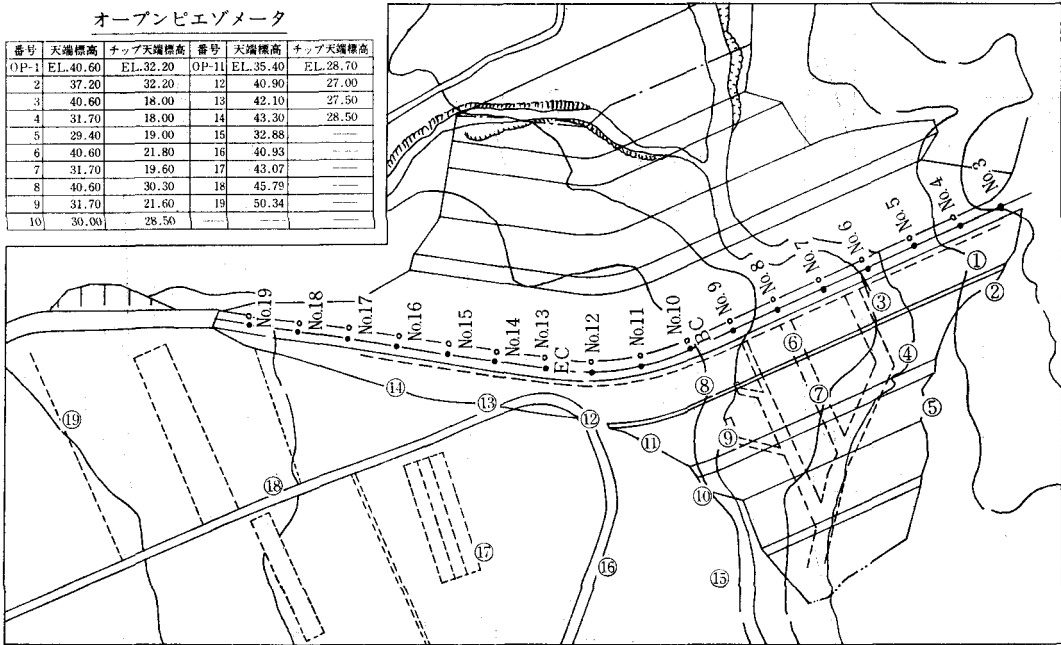 オープンピエゾメータ
番号 天端標高 チップ天端標高 番号 天端標高 チップ天端標高
OP-1 EL.40.60 EL.32.20 OP-11 EL.35.40 EL.28.70
2 37.20 32.20 12 40.90 27.00
3 40.60 18.00 13 42.10 27.50
4 31.70 18.00 14 43.30 28.50
5 29.40 19.00 15 32.88 ——
6 40.60 21.80 16 40.93 ——
7 31.70 19.60 17 43.07 ——
8 40.60 30.30 18 45.79 ——
9 31.70 21.60 19 50.34 ——
10 30.00 28.50 —— —— ——
No.3
No.4
No.5
No.6
No.7
No.8
No.9
BC
No.10
No.11
No.12
EC
No.13
No.14
No.15
No.16
No.17
No.18
No.19
①
②
③
④
⑤
⑥
⑦
⑧
⑨
⑩
⑪
⑫
⑬
⑭
⑮
⑯
⑰
⑱
⑲